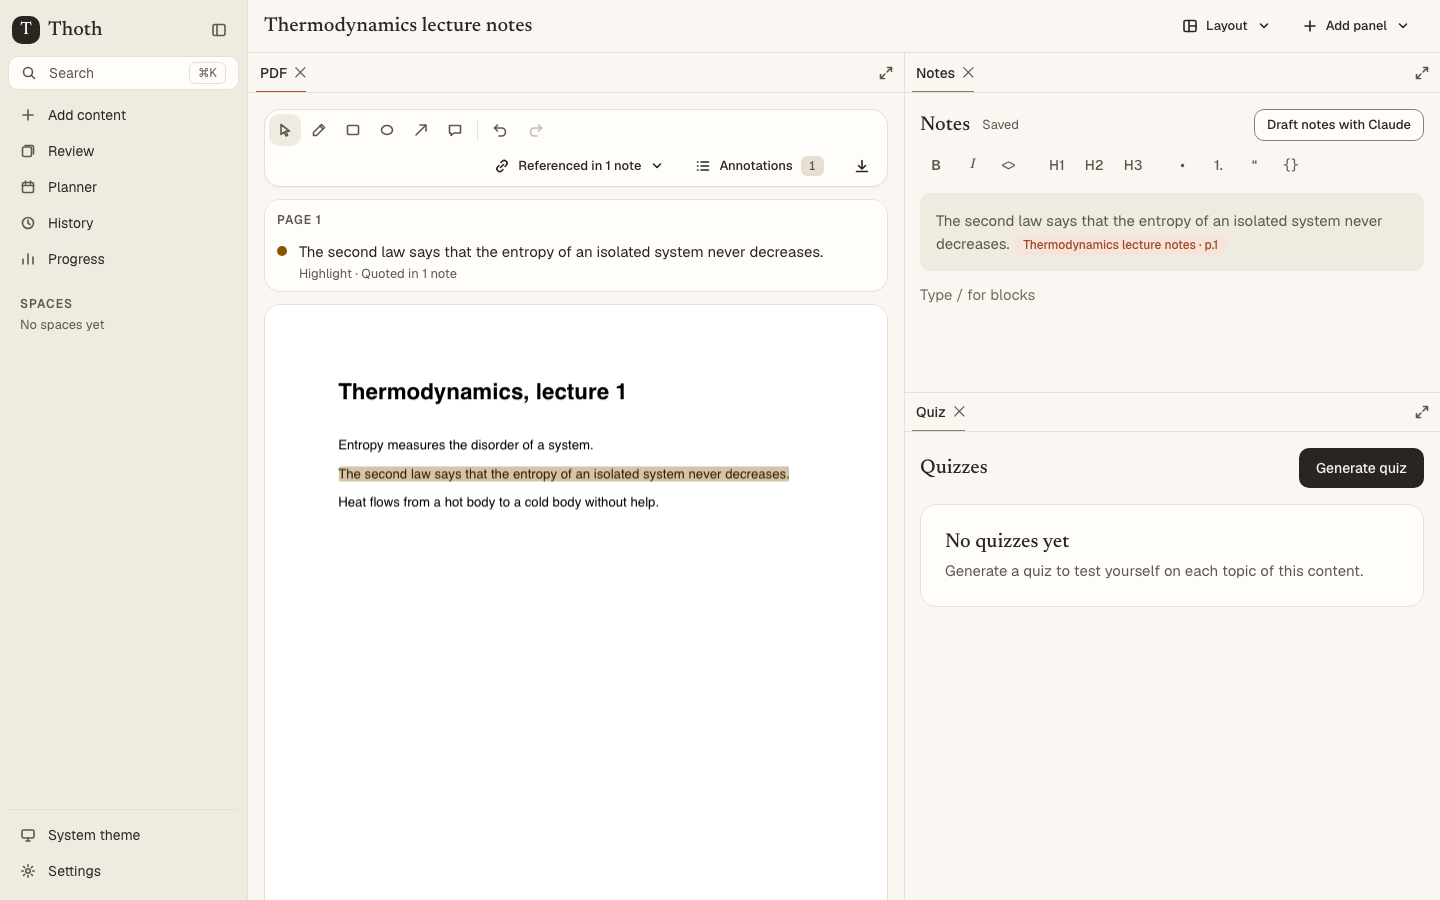 T Thoth
Search ⌘K
Add content
Review
Planner
History
Progress
SPACES
No spaces yet
System theme
Settings
Thermodynamics lecture notes
Layout
Add panel
PDF
Referenced in 1 note
Annotations 1
PAGE 1
The second law says that the entropy of an isolated system never decreases.
Highlight · Quoted in 1 note
Thermodynamics, lecture 1
Entropy measures the disorder of a system.
The second law says that the entropy of an isolated system never decreases.
Heat flows from a hot body to a cold body without help.
Notes
Notes Saved Draft notes with Claude
B I <> H1 H2 H3 • 1. “ {}
The second law says that the entropy of an isolated system never
decreases. Thermodynamics lecture notes · p.1
Type / for blocks
Quiz
Quizzes Generate quiz
No quizzes yet
Generate a quiz to test yourself on each topic of this content.